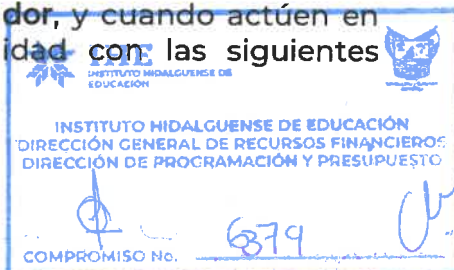 dor, y cuando actúen en
idad con las siguientes
IHE
INSTITUTO HIDALGUENSE DE
EDUCACIÓN
INSTITUTO HIDALGUENSE DE EDUCACIÓN
DIRECCIÓN GENERAL DE RECURSOS FINANCIEROS
DIRECCIÓN DE PROGRAMACIÓN Y PRESUPUESTO
COMPROMISO No. 6379